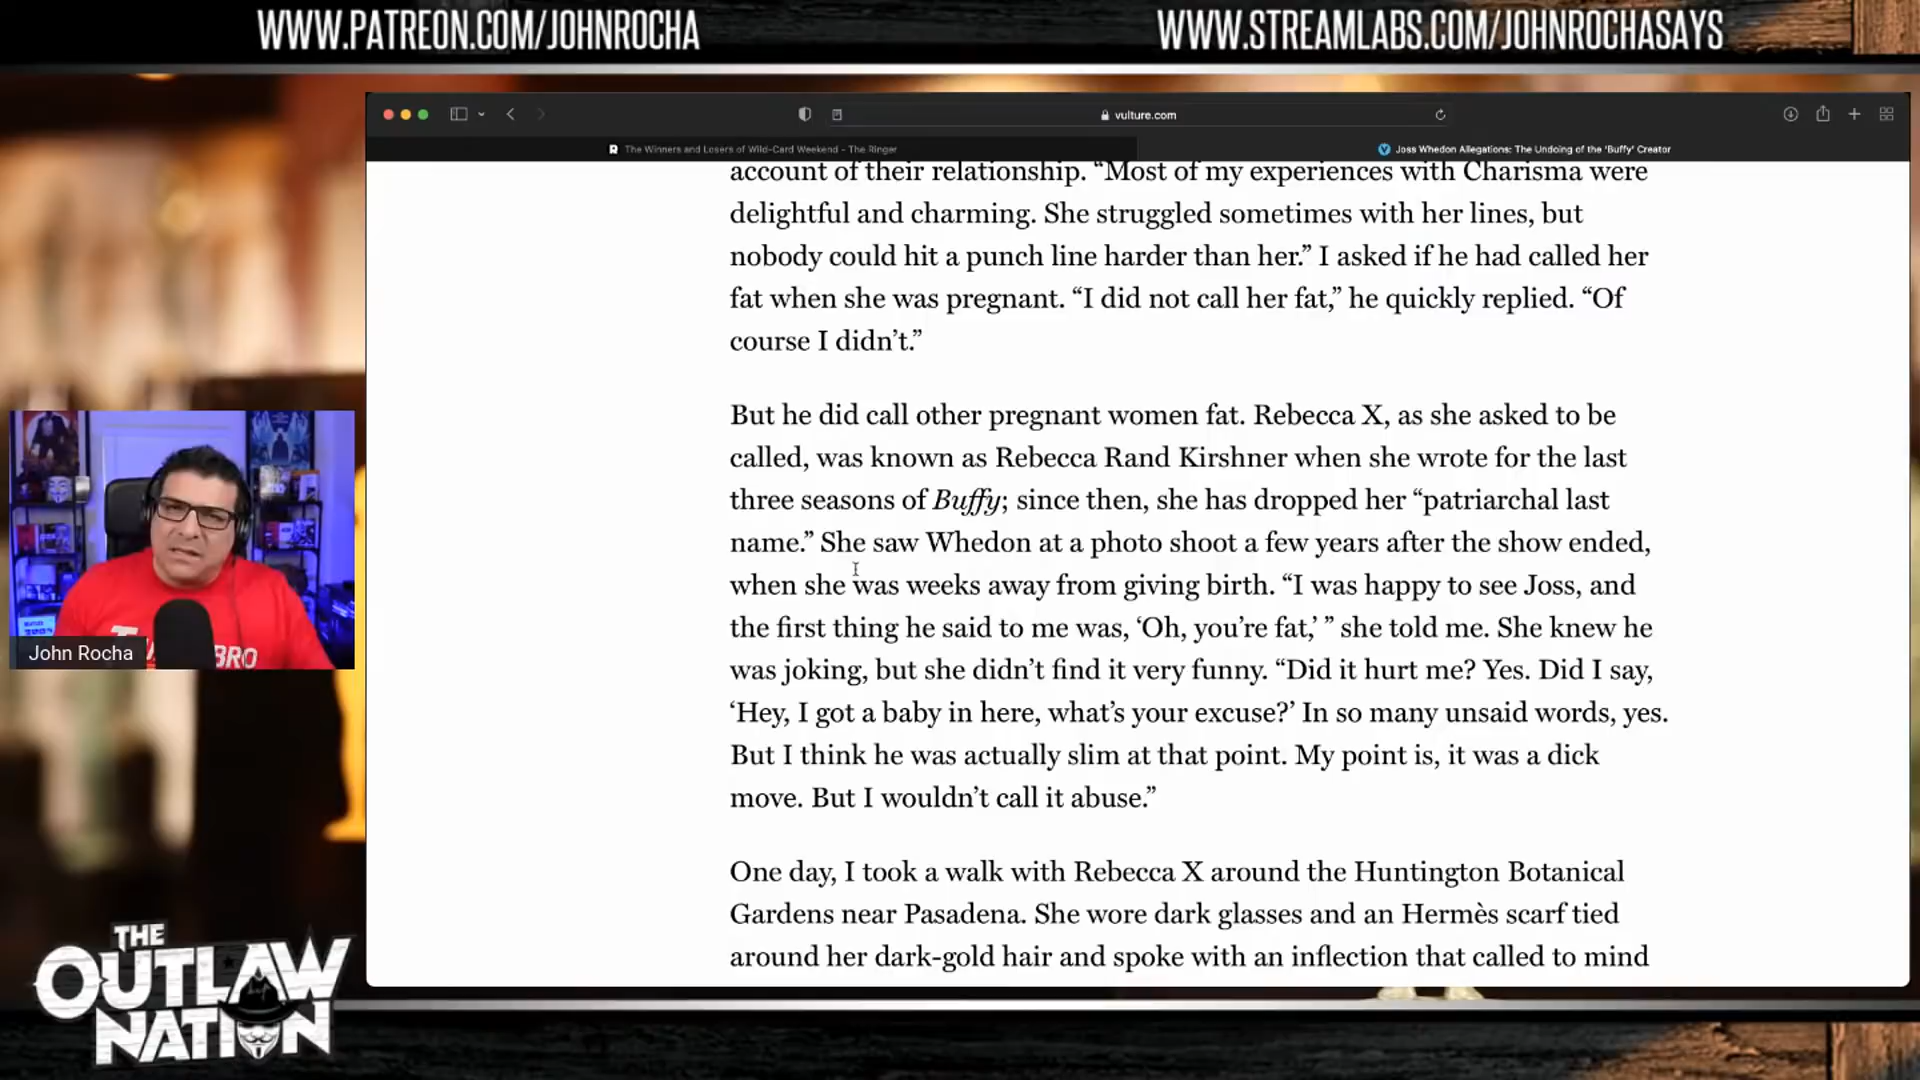 WWW.PATREON.COM/JOHNROCHA
WWW.STREAMLABS.COM/JOHNROCHASAYS
vulture.com
The Winners and Losers of Wild-Card Weekend - The Ringer
Joss Whedon Allegations: The Undoing of the 'Buffy' Creator
account of their relationship. “Most of my experiences with Charisma were
delightful and charming. She struggled sometimes with her lines, but
nobody could hit a punch line harder than her.” I asked if he had called her
fat when she was pregnant. “I did not call her fat,” he quickly replied. “Of
course I didn’t.”
But he did call other pregnant women fat. Rebecca X, as she asked to be
called, was known as Rebecca Rand Kirshner when she wrote for the last
three seasons of Buffy; since then, she has dropped her “patriarchal last
name.” She saw Whedon at a photo shoot a few years after the show ended,
when she was weeks away from giving birth. “I was happy to see Joss, and
the first thing he said to me was, ‘Oh, you’re fat,’ ” she told me. She knew he
was joking, but she didn’t find it very funny. “Did it hurt me? Yes. Did I say,
‘Hey, I got a baby in here, what’s your excuse?’ In so many unsaid words, yes.
But I think he was actually slim at that point. My point is, it was a dick
move. But I wouldn’t call it abuse.”
One day, I took a walk with Rebecca X around the Huntington Botanical
Gardens near Pasadena. She wore dark glasses and an Hermès scarf tied
around her dark-gold hair and spoke with an inflection that called to mind
John Rocha
BRO
THE
OUTLAW
NATION